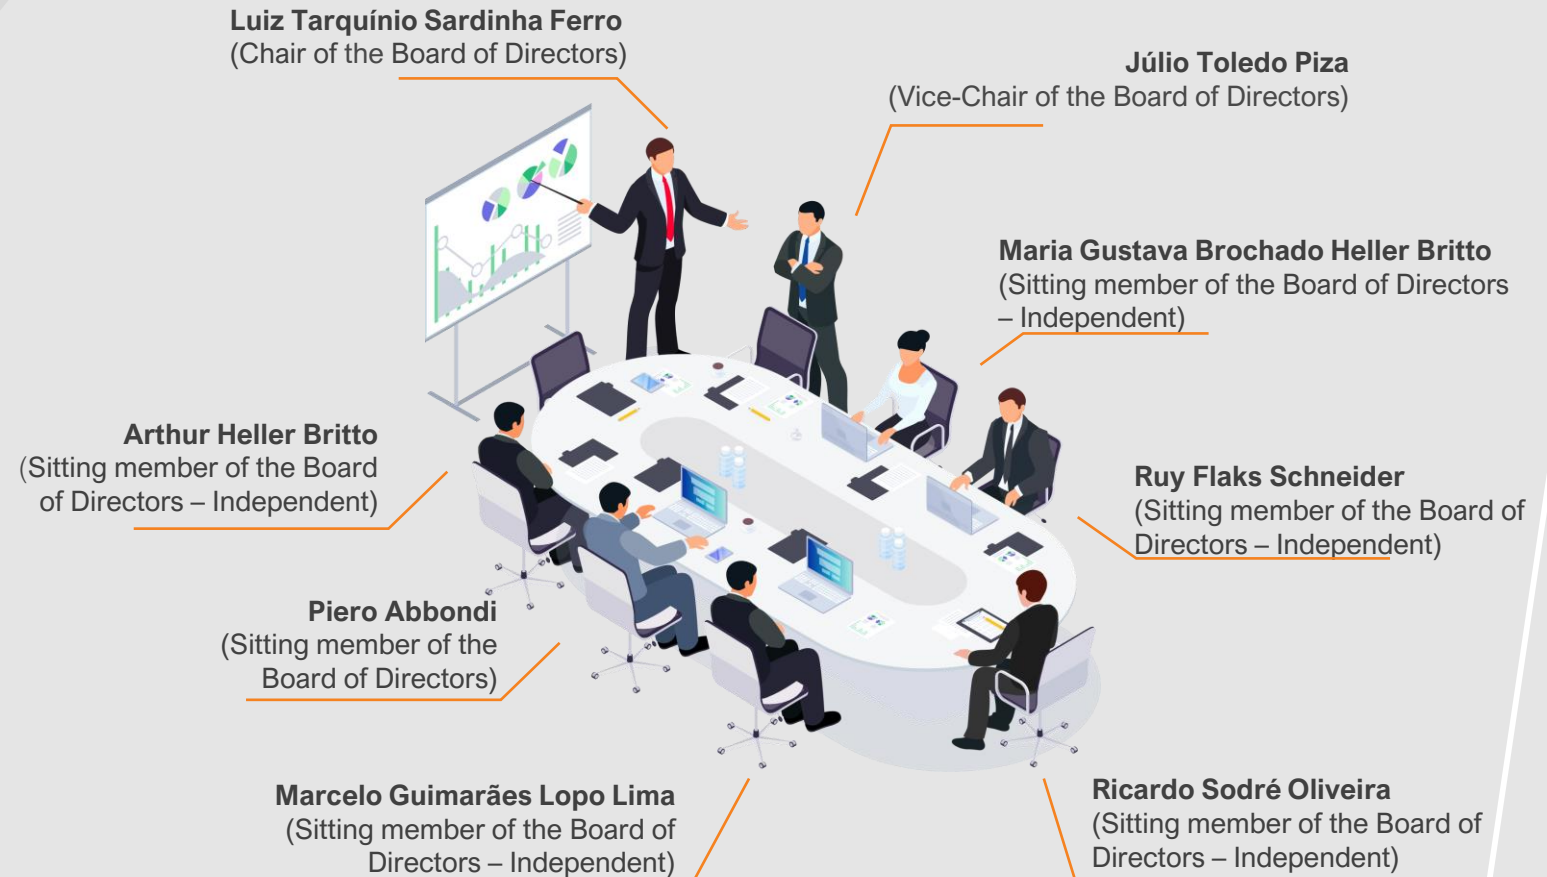 Luiz Tarquínio Sardinha Ferro
(Chair of the Board of Directors)
Júlio Toledo Piza
(Vice-Chair of the Board of Directors)
Maria Gustava Brochado Heller Britto
(Sitting member of the Board of Directors
– Independent)
Arthur Heller Britto
(Sitting member of the Board
of Directors – Independent)
Ruy Flaks Schneider
(Sitting member of the Board of
Directors – Independent)
Piero Abbondi
(Sitting member of the
Board of Directors)
Marcelo Guimarães Lopo Lima
(Sitting member of the Board of
Directors – Independent)
Ricardo Sodré Oliveira
(Sitting member of the Board of
Directors – Independent)